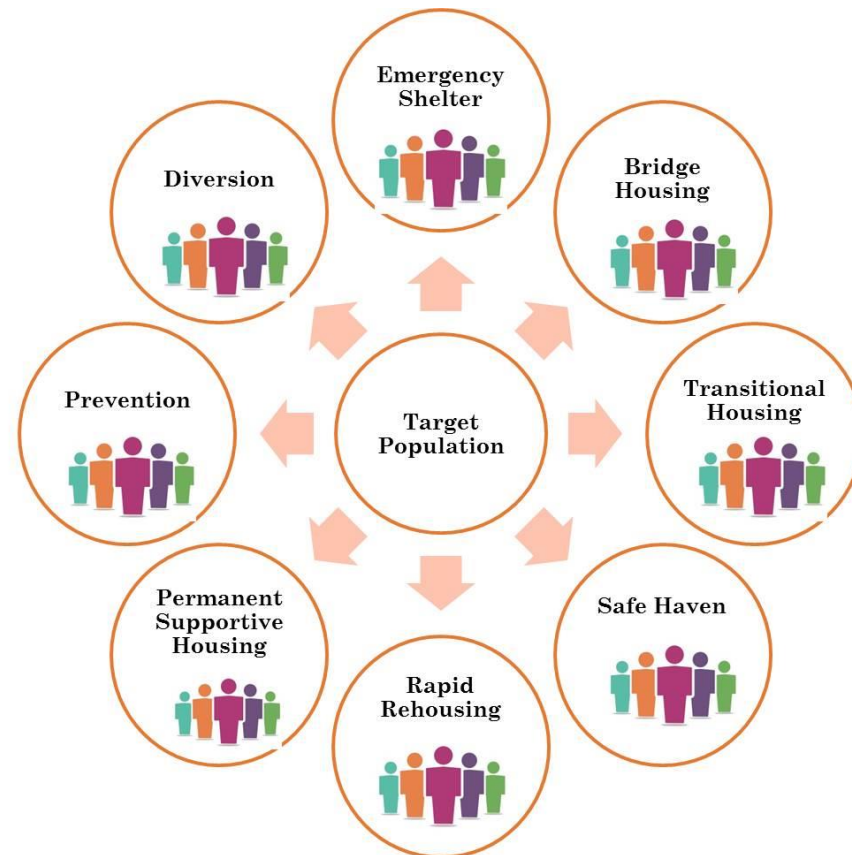 Emergency
Shelter
Bridge
Housing
Transitional
Housing
Safe Haven
Rapid
Rehousing
Permanent
Supportive
Housing
Prevention
Diversion
Target
Population